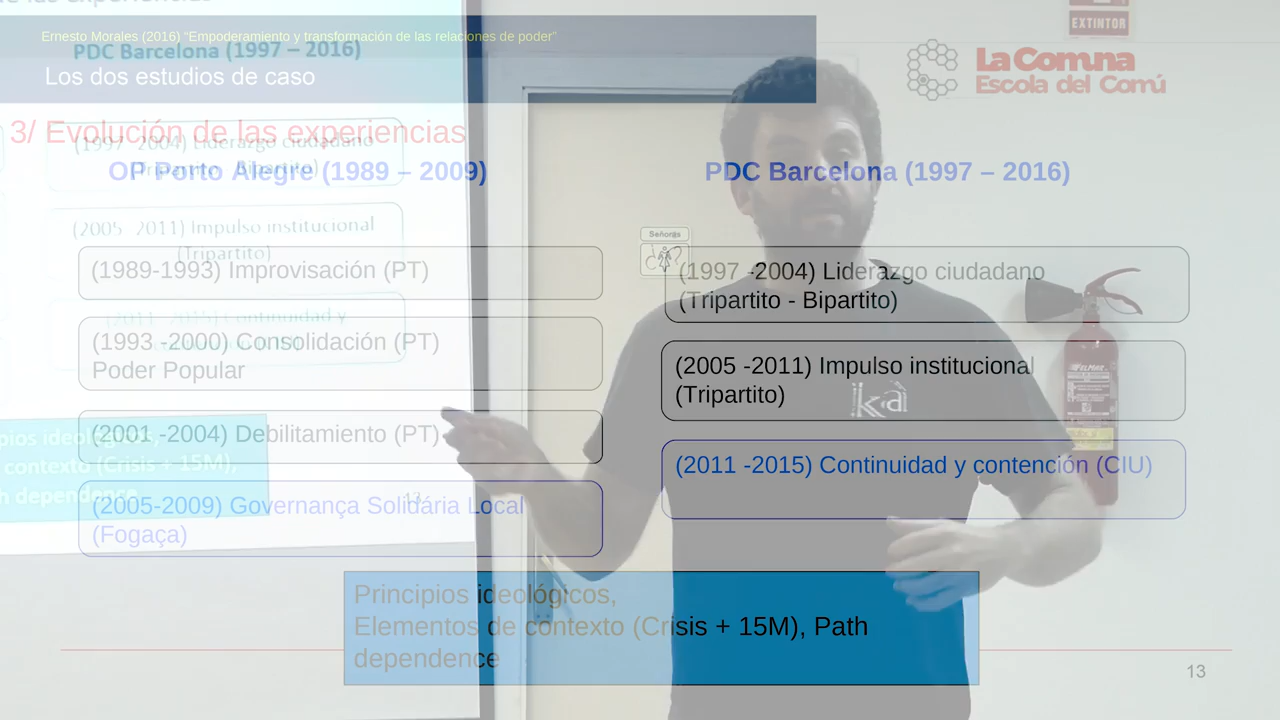 Ernesto Morales (2016) “Empoderamiento y transformación de las relaciones de poder”
PDC Barcelona (1997 – 2016)
Los dos estudios de caso
EXTINTOR
La Comuna
Escola del Comú
3/ Evolución de las experiencias
(1997 2004) Liderazgo ciudadano
(Tripartito Bipartito)
OP Porto Alegre (1989 – 2009)
PDC Barcelona (1997 – 2016)
(2005 2011) Impulso institucional
(Tripartito)
Señor@s
(1989-1993) Improvisación (PT)
(1993 -2000) Consolidación (PT)
Poder Popular
(2001 -2004) Debilitamiento (PT)
(2005-2009) Governança Solidária Local
(Fogaça)
(1997 -2004) Liderazgo ciudadano
(Tripartito - Bipartito)
(2005 -2011) Impulso institucional
(Tripartito)
(2011 -2015) Continuidad y contención (CIU)
(2011 2015) Continuidad y
contexto (Crisis + 15M),
ikà
ELMAR
13
Principios ideológicos,
Elementos de contexto (Crisis + 15M), Path
dependence
13